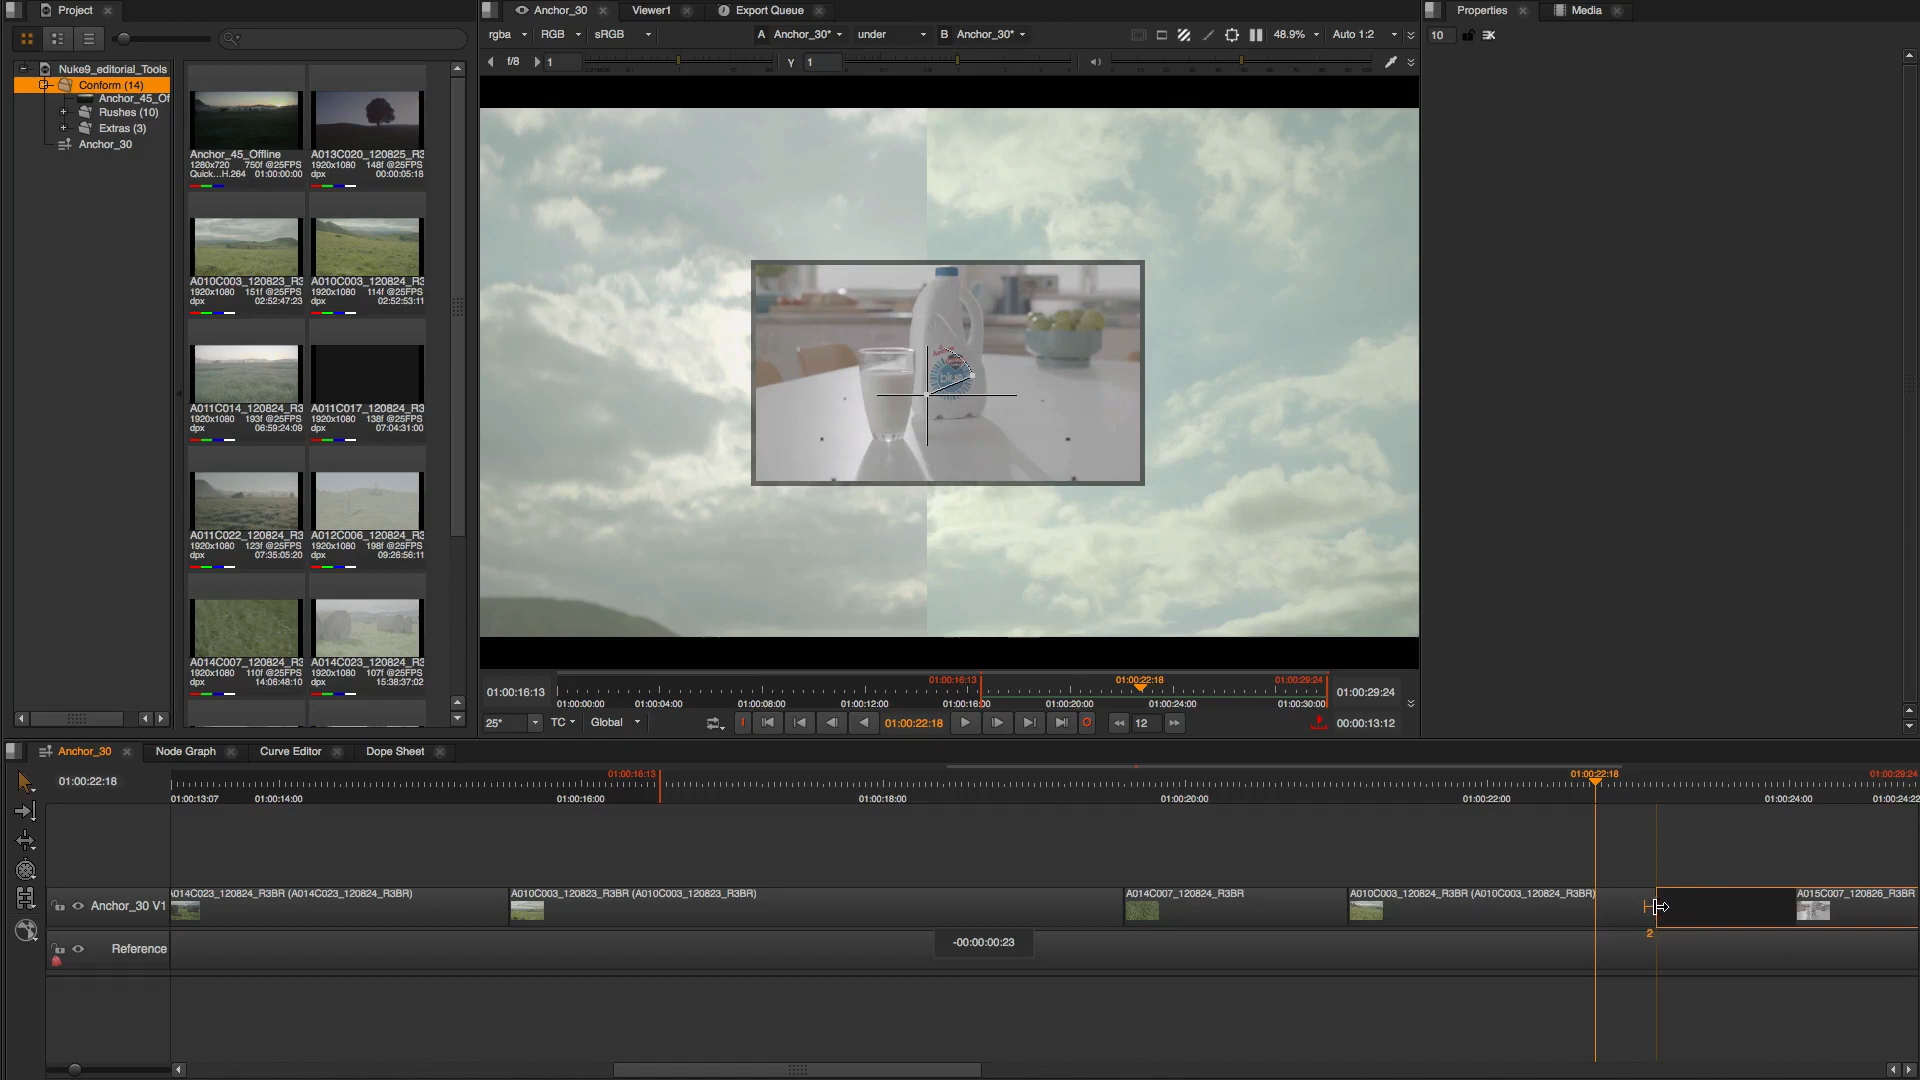 Project
Anchor_30
Viewer1
Export Queue
Properties
Media
rgba
RGB
sRGB
A Anchor_30*
under
B Anchor_30*
48.9%
Auto 1:2
10
f/8
1
Y
1
Nuke9_editorial_Tools
Conform (14)
Anchor_45_Of
Rushes (10)
Extras (3)
Anchor_30
Anchor_45_Offline
1280x720 750f @25FPS
Quick...H.264 01:00:00:00
A013C020_120825_R3
1920x1080 148f @25FPS
dpx 00:00:05:18
A010C003_120823_R3
1920x1080 151f @25FPS
dpx 02:52:47:23
A010C003_120824_R3
1920x1080 114f @25FPS
dpx 02:52:53:11
A011C014_120824_R3
1920x1080 193f @25FPS
dpx 06:59:24:09
A011C017_120824_R3
1920x1080 138f @25FPS
dpx 07:04:31:00
A011C022_120824_R3
1920x1080 123f @25FPS
dpx 07:35:05:20
A012C006_120824_R3
1920x1080 198f @25FPS
dpx 09:26:56:11
A014C007_120824_R3
1920x1080 110f @25FPS
dpx 14:06:48:10
A014C023_120824_R3
1920x1080 107f @25FPS
dpx 15:38:37:02
blue
01:00:16:13
01:00:16:13
01:00:22:18
01:00:29:24
01:00:29:24
01:00:00:00
01:00:04:00
01:00:08:00
01:00:12:00
01:00:16:00
01:00:20:00
01:00:24:00
01:00:30:00
25*
TC
Global
I
01:00:22:18
O
12
00:00:13:12
Anchor_30
Node Graph
Curve Editor
Dope Sheet
01:00:22:18
01:00:16:13
01:00:22:18
01:00:29:24
01:00:13:07
01:00:14:00
01:00:16:00
01:00:18:00
01:00:20:00
01:00:22:00
01:00:24:00
01:00:24:22
Anchor_30 V1
A014C023_120824_R3BR (A014C023_120824_R3BR)
A010C003_120823_R3BR (A010C003_120823_R3BR)
A014C007_120824_R3BR
A010C003_120824_R3BR (A010C003_120824_R3BR)
A015C007_120826_R3BR
2
Reference
-00:00:00:23